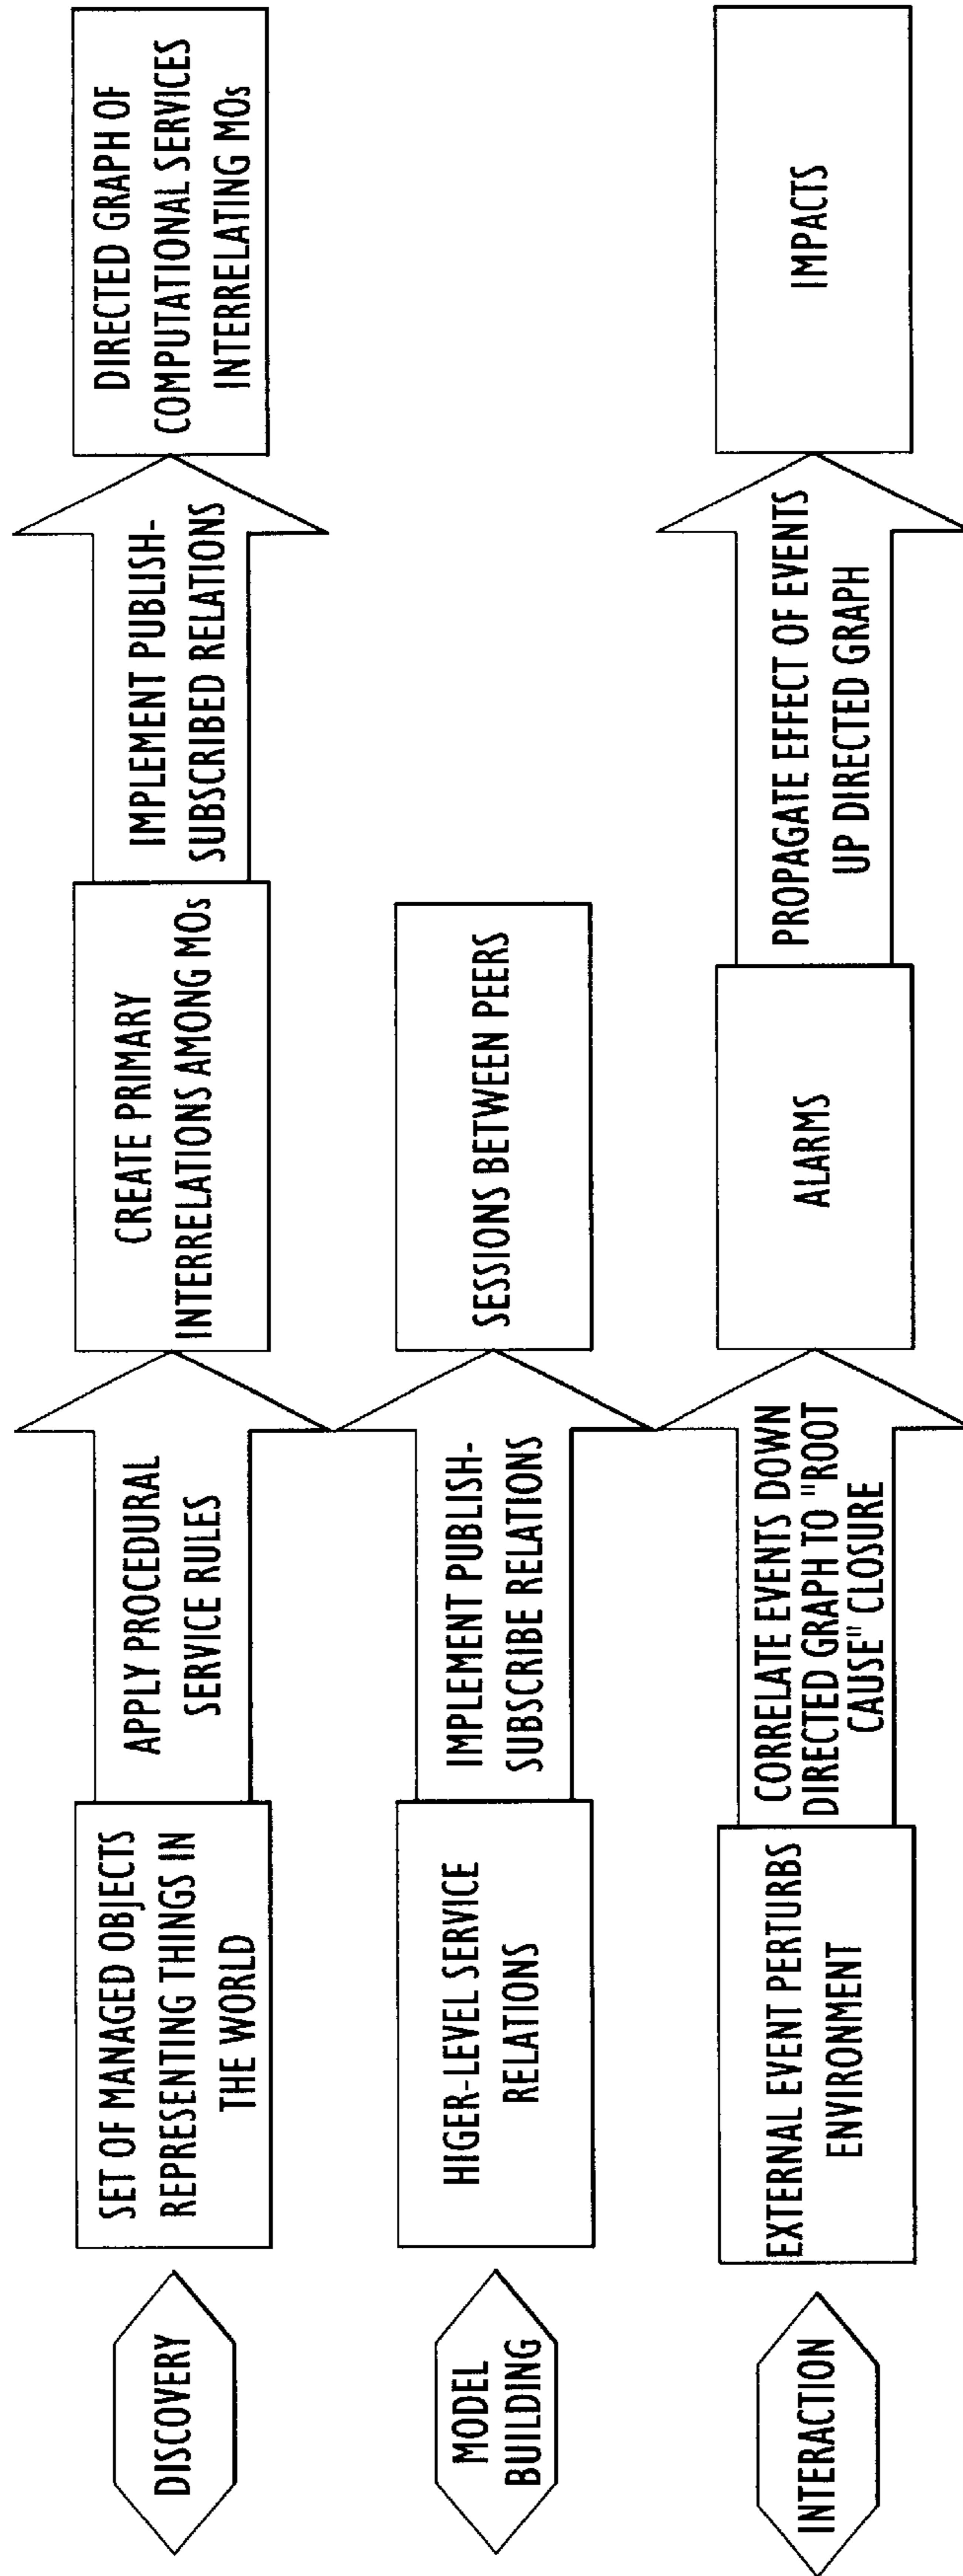 DISCOVERY
SET OF MANAGED OBJECTS
REPRESENTING THINGS IN
THE WORLD
APPLY PROCEDURAL
SERVICE RULES
CREATE PRIMARY
INTERRELATIONS AMONG MOs
IMPLEMENT PUBLISH-
SUBSCRIBED RELATIONS
DIRECTED GRAPH OF
COMPUTATIONAL SERVICES
INTERRELATING MOs
MODEL
BUILDING
HIGER-LEVEL SERVICE
RELATIONS
IMPLEMENT PUBLISH-
SUBSCRIBE RELATIONS
SESSIONS BETWEEN PEERS
INTERACTION
EXTERNAL EVENT PERTURBS
ENVIRONMENT
CORRELATE EVENTS DOWN
DIRECTED GRAPH TO "ROOT
CAUSE" CLOSURE
ALARMS
PROPAGATE EFFECT OF EVENTS
UP DIRECTED GRAPH
IMPACTS